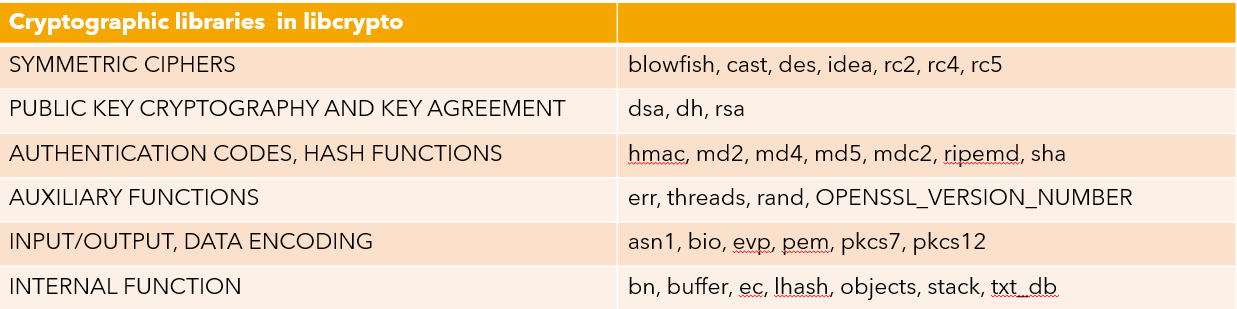 Cryptographic libraries in libcrypto
SYMMETRIC CIPHERS blowfish, cast, des, idea, rc2, rc4, rc5
PUBLIC KEY CRYPTOGRAPHY AND KEY AGREEMENT dsa, dh, rsa
AUTHENTICATION CODES, HASH FUNCTIONS hmac, md2, md4, md5, mdc2, ripemd, sha
AUXILIARY FUNCTIONS err, threads, rand, OPENSSL_VERSION_NUMBER
INPUT/OUTPUT, DATA ENCODING asn1, bio, evp, pem, pkcs7, pkcs12
INTERNAL FUNCTION bn, buffer, ec, lhash, objects, stack, txt_db